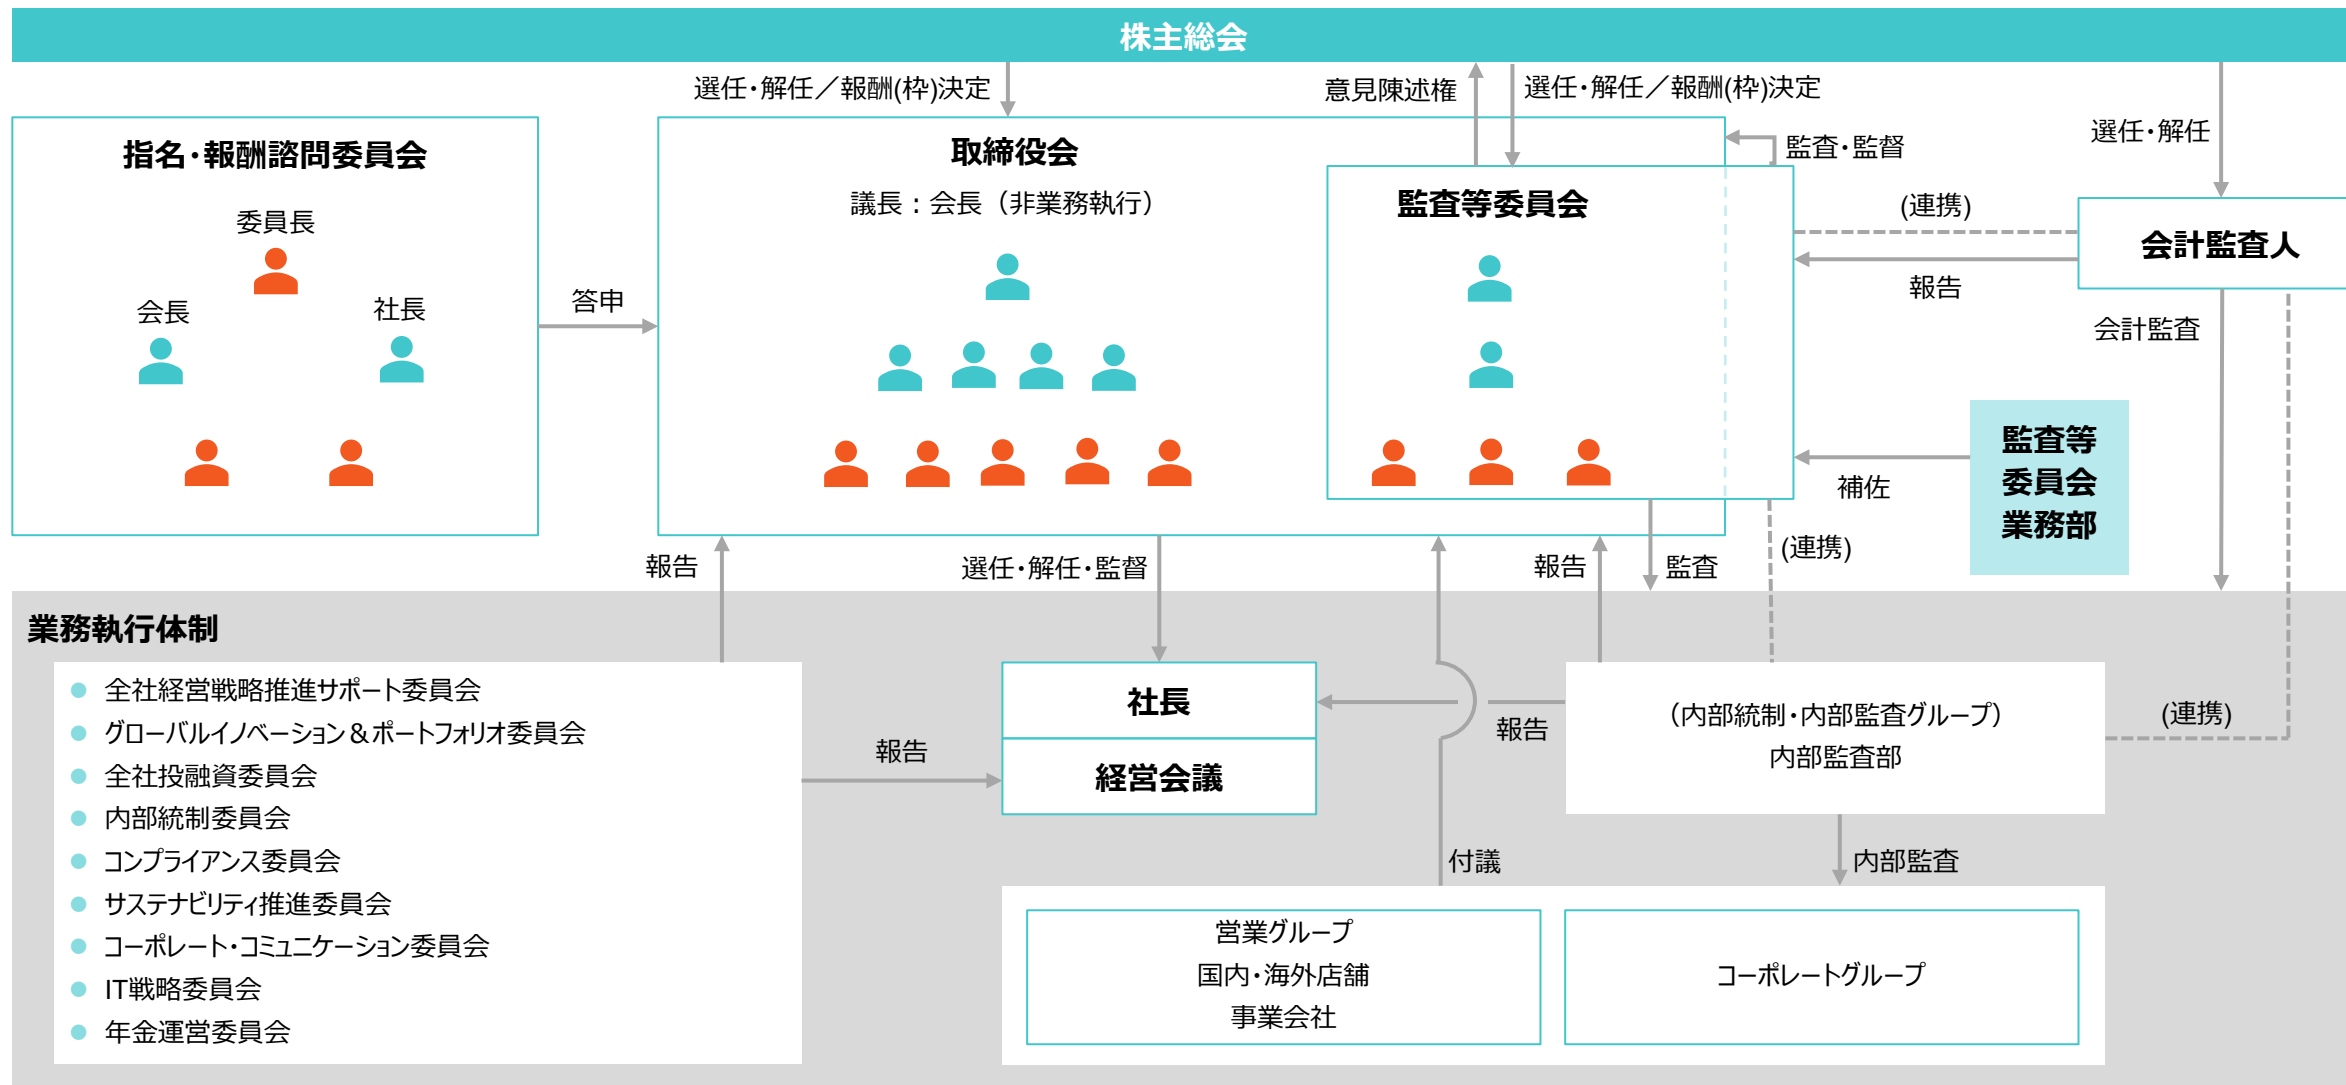 株主総会
選任・解任／報酬(枠)決定
意見陳述権
選任・解任／報酬(枠)決定
選任・解任
指名・報酬諮問委員会
委員長
会長
社長
答申
取締役会
議長：会長（非業務執行）
監査等委員会
監査・監督
(連携)
報告
会計監査人
会計監査
監査等
委員会
業務部
補佐
報告
選任・解任・監督
報告
監査
(連携)
業務執行体制
全社経営戦略推進サポート委員会
グローバルイノベーション＆ポートフォリオ委員会
全社投融資委員会
内部統制委員会
コンプライアンス委員会
サステナビリティ推進委員会
コーポレート・コミュニケーション委員会
IT戦略委員会
年金運営委員会
報告
社長
経営会議
報告
（内部統制・内部監査グループ）
内部監査部
(連携)
付議
内部監査
営業グループ
国内・海外店舗
事業会社
コーポレートグループ